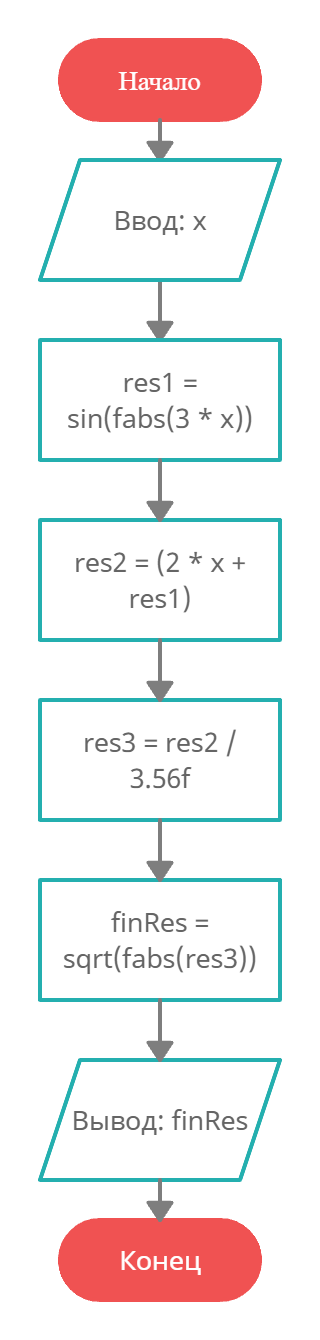 Начало
Ввод: x
res1 =
sin(fabs(3 * x))
res2 = (2 * x +
res1)
res3 = res2 /
3.56f
finRes =
sqrt(fabs(res3))
Вывод: finRes
Конец